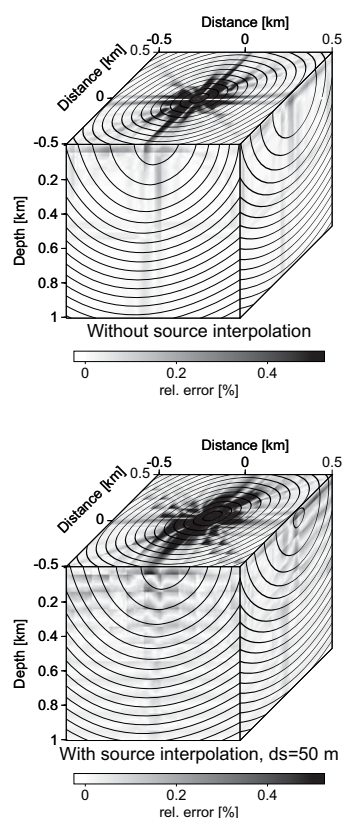 Distance [km]
-0.5 0 0.5
Distance [km]
0.5
0
-0.5
Depth [km]
0.2
0.4
0.6
0.8
1
Without source interpolation
0 0.2 0.4
rel. error [%]
Distance [km]
-0.5 0 0.5
Distance [km]
0.5
0
-0.5
Depth [km]
0.2
0.4
0.6
0.8
1
With source interpolation, ds=50 m
0 0.2 0.4
rel. error [%]